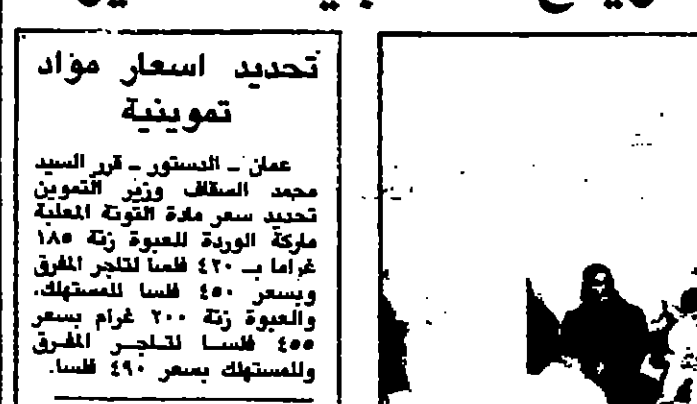 تحديد اسعار مواد
تموينية
عمان ـ الدستور ـ قرر السيد
محمد السقاف وزير التموين
تحديد سعر مادة التونة المعلبة
ماركة الوردة للعبوة زنة ١٨٥
غراما بـ ٤٢٠ فلسا لتاجر المفرق
وبسعر ٤٥٠ فلسا للمستهلك.
والعبوة زنة ٢٠٠ غرام بسعر
٤٥٥ فلسا لتاجر المفرق
وللمستهلك بسعر ٤٩٠ فلسا.